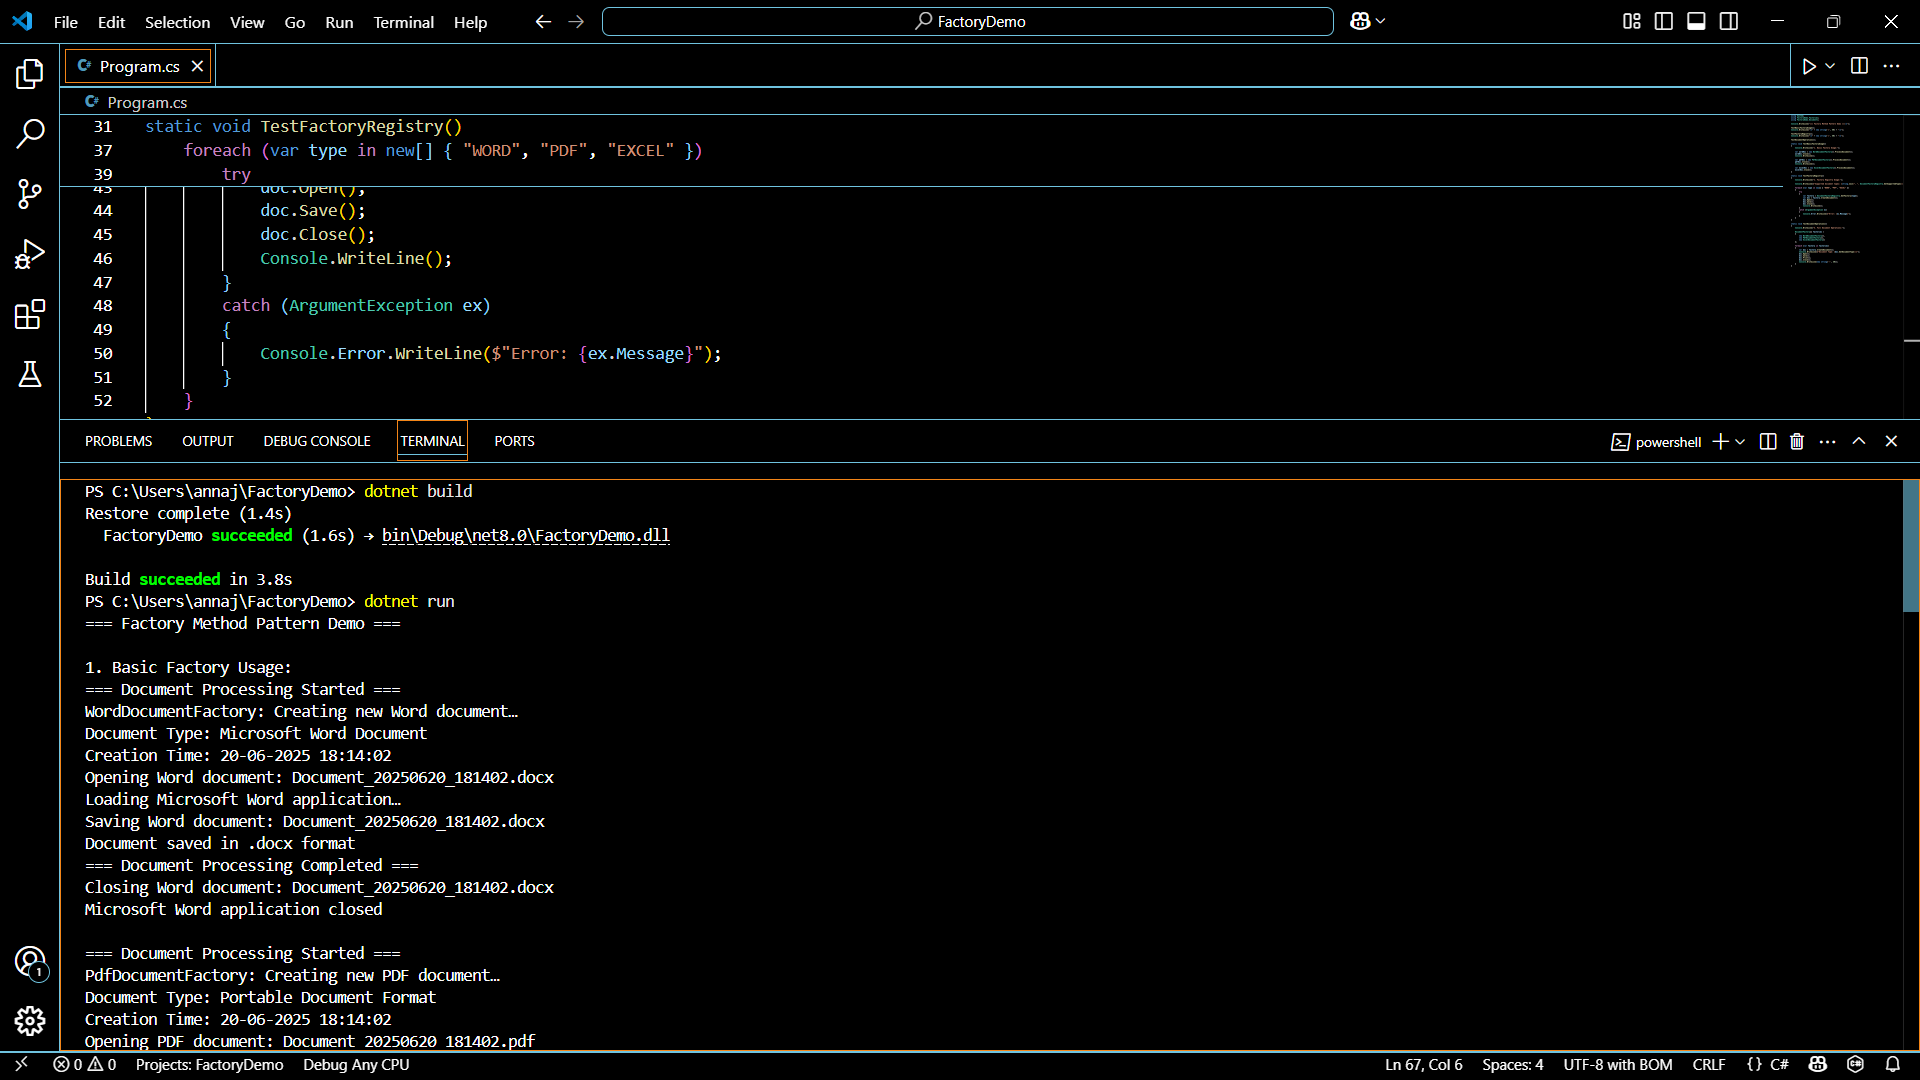 File Edit Selection View Go Run Terminal Help
FactoryDemo
C# Program.cs
C# Program.cs
31 static void TestFactoryRegistry()
37 foreach (var type in new[] { "WORD", "PDF", "EXCEL" })
39 try
43 doc.Open();
44 doc.Save();
45 doc.Close();
46 Console.WriteLine();
47 }
48 catch (ArgumentException ex)
49 {
50 Console.Error.WriteLine($"Error: {ex.Message}");
51 }
52 }
PROBLEMS OUTPUT DEBUG CONSOLE TERMINAL PORTS
powershell
PS C:\Users\annaj\FactoryDemo> dotnet build
Restore complete (1.4s)
FactoryDemo succeeded (1.6s) → bin\Debug\net8.0\FactoryDemo.dll
Build succeeded in 3.8s
PS C:\Users\annaj\FactoryDemo> dotnet run
=== Factory Method Pattern Demo ===
1. Basic Factory Usage:
=== Document Processing Started ===
WordDocumentFactory: Creating new Word document…
Document Type: Microsoft Word Document
Creation Time: 20-06-2025 18:14:02
Opening Word document: Document_20250620_181402.docx
Loading Microsoft Word application…
Saving Word document: Document_20250620_181402.docx
Document saved in .docx format
=== Document Processing Completed ===
Closing Word document: Document_20250620_181402.docx
Microsoft Word application closed
=== Document Processing Started ===
PdfDocumentFactory: Creating new PDF document…
Document Type: Portable Document Format
Creation Time: 20-06-2025 18:14:02
Opening PDF document: Document_20250620_181402.pdf
1
0 0 Projects: FactoryDemo Debug Any CPU Ln 67, Col 6 Spaces: 4 UTF-8 with BOM CRLF {} C#